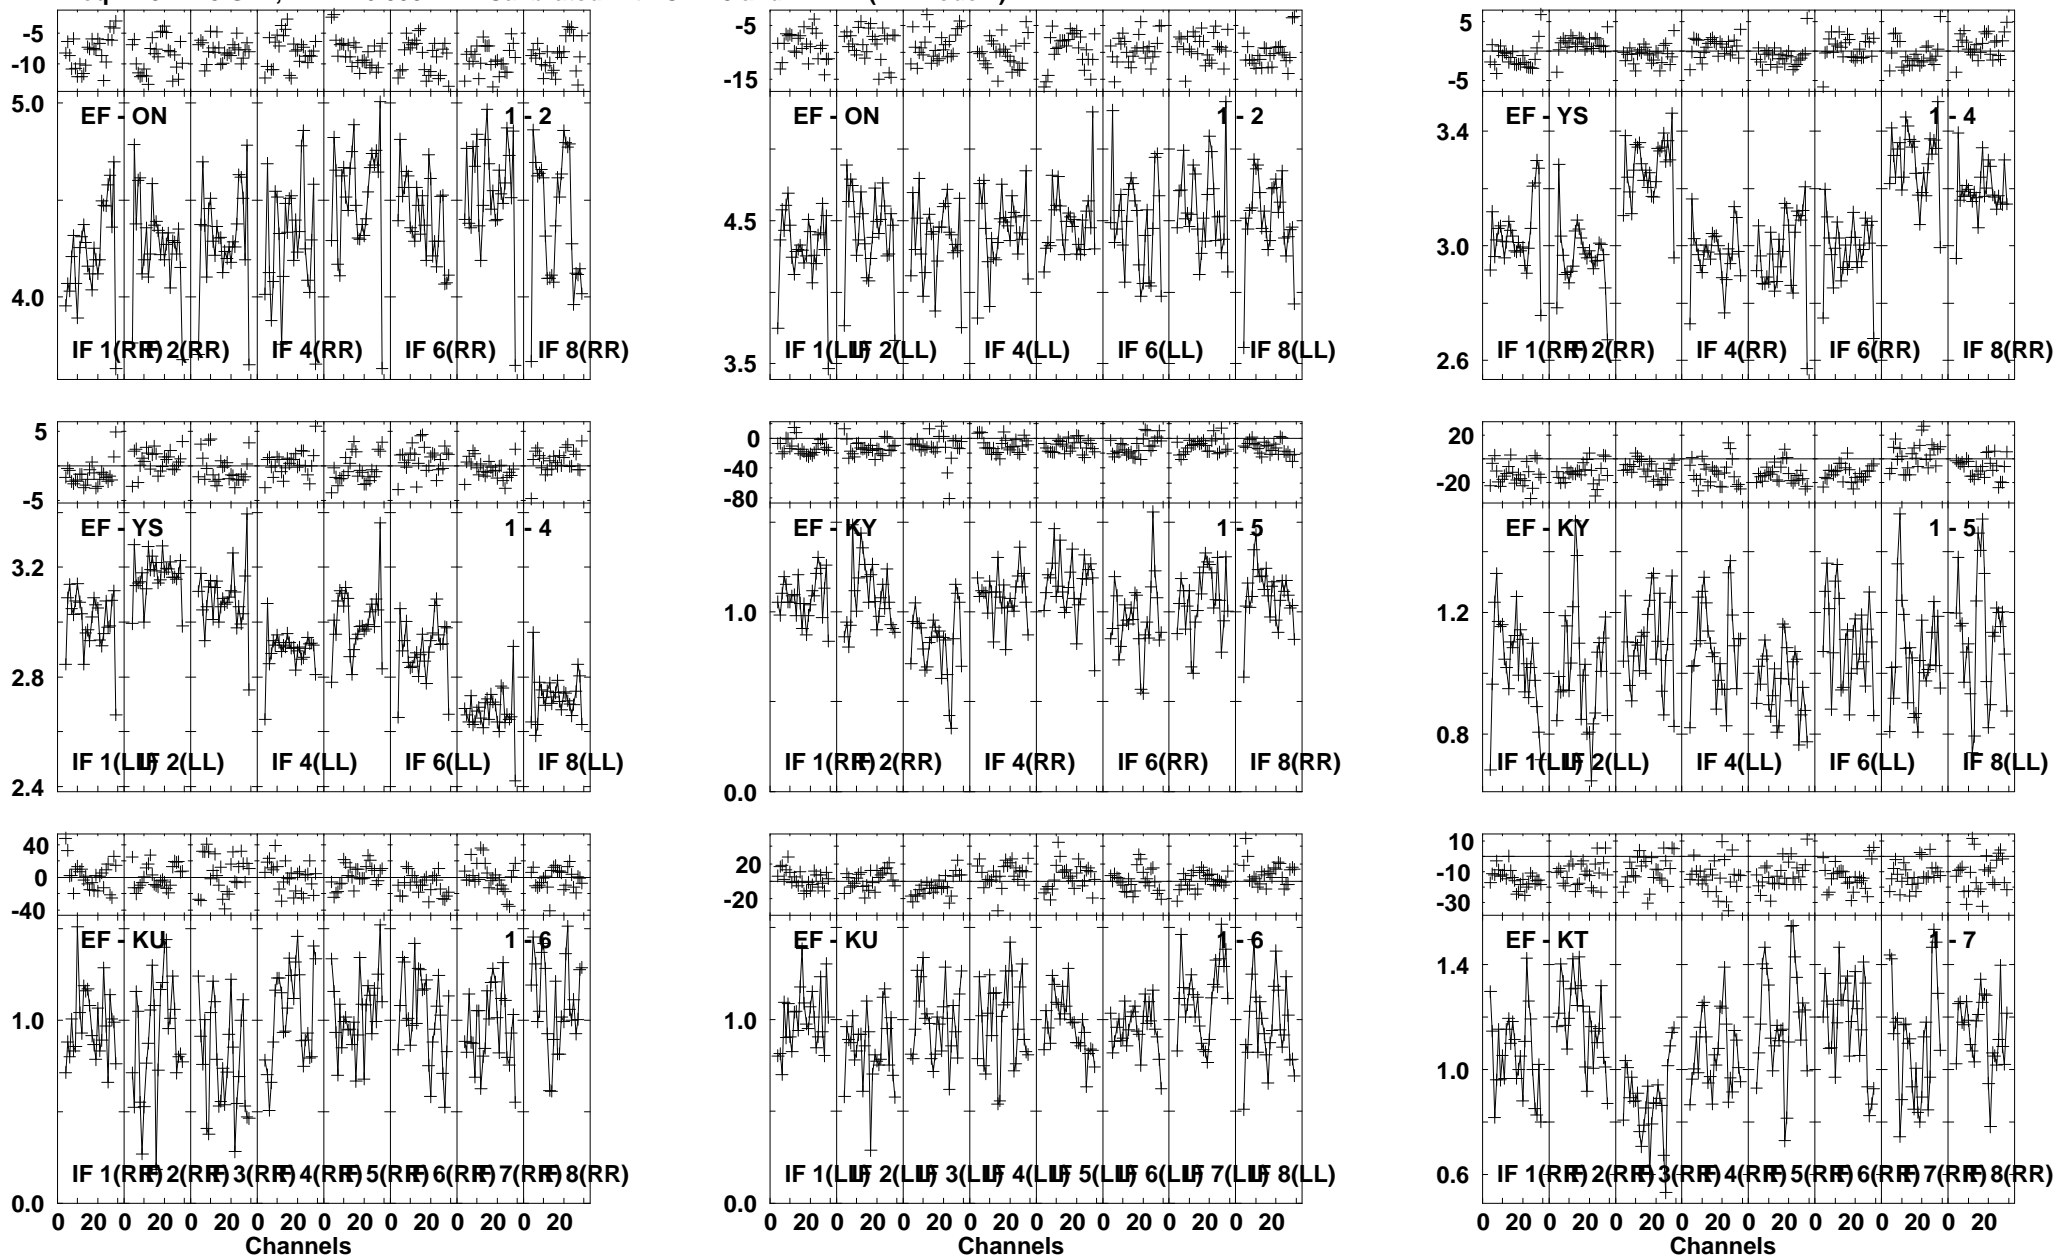 -5
-10
5.0
4.0
EF - ON
1 - 2
IF 1(RR)
IF 2(RR)
IF 4(RR)
IF 6(RR)
IF 8(RR)
-5
-15
4.5
3.5
EF - ON
1 - 2
IF 1(LL)
IF 2(LL)
IF 4(LL)
IF 6(LL)
IF 8(LL)
5
-5
3.4
3.0
2.6
EF - YS
1 - 4
IF 1(RR)
IF 2(RR)
IF 4(RR)
IF 6(RR)
IF 8(RR)
5
-5
3.2
2.8
2.4
EF - YS
1 - 4
IF 1(LL)
IF 2(LL)
IF 4(LL)
IF 6(LL)
IF 8(LL)
0
-40
-80
1.0
0.0
EF - KY
1 - 5
IF 1(RR)
IF 2(RR)
IF 4(RR)
IF 6(RR)
IF 8(RR)
20
-20
1.2
0.8
EF - KY
1 - 5
IF 1(LL)
IF 2(LL)
IF 4(LL)
IF 6(LL)
IF 8(LL)
40
0
-40
1.0
0.0
EF - KU
1 - 6
IF 1(RR)
IF 2(RR)
IF 3(RR)
IF 4(RR)
IF 5(RR)
IF 6(RR)
IF 7(RR)
IF 8(RR)
0 20 0 20 0 20 0 20 0 20 0 20 0 20 0 20
Channels
20
-20
1.0
0.0
EF - KU
1 - 6
IF 1(LL)
IF 2(LL)
IF 3(LL)
IF 4(LL)
IF 5(LL)
IF 6(LL)
IF 7(LL)
IF 8(LL)
0 20 0 20 0 20 0 20 0 20 0 20 0 20 0 20
Channels
10
-10
-30
1.4
1.0
0.6
EF - KT
1 - 7
IF 1(RR)
IF 2(RR)
IF 3(RR)
IF 4(RR)
IF 5(RR)
IF 6(RR)
IF 7(RR)
IF 8(RR)
0 20 0 20 0 20 0 20 0 20 0 20 0 20 0 20
Channels